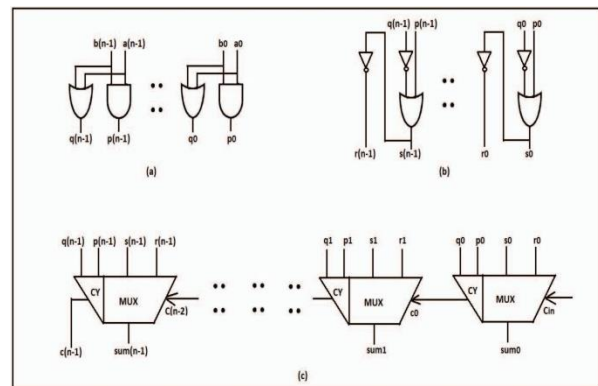 b(n-1) a(n-1) b0 a0
q(n-1) p(n-1) q0 p0
(a)
q(n-1) p(n-1) q0 p0
r(n-1) s(n-1) r0 s0
(b)
q(n-1) p(n-1) s(n-1) r(n-1) q1 p1 s1 r1 q0 p0 s0 r0
CY MUX C(n-2) CY MUX c0 CY MUX Cin
c(n-1) sum(n-1) sum1 sum0
(c)